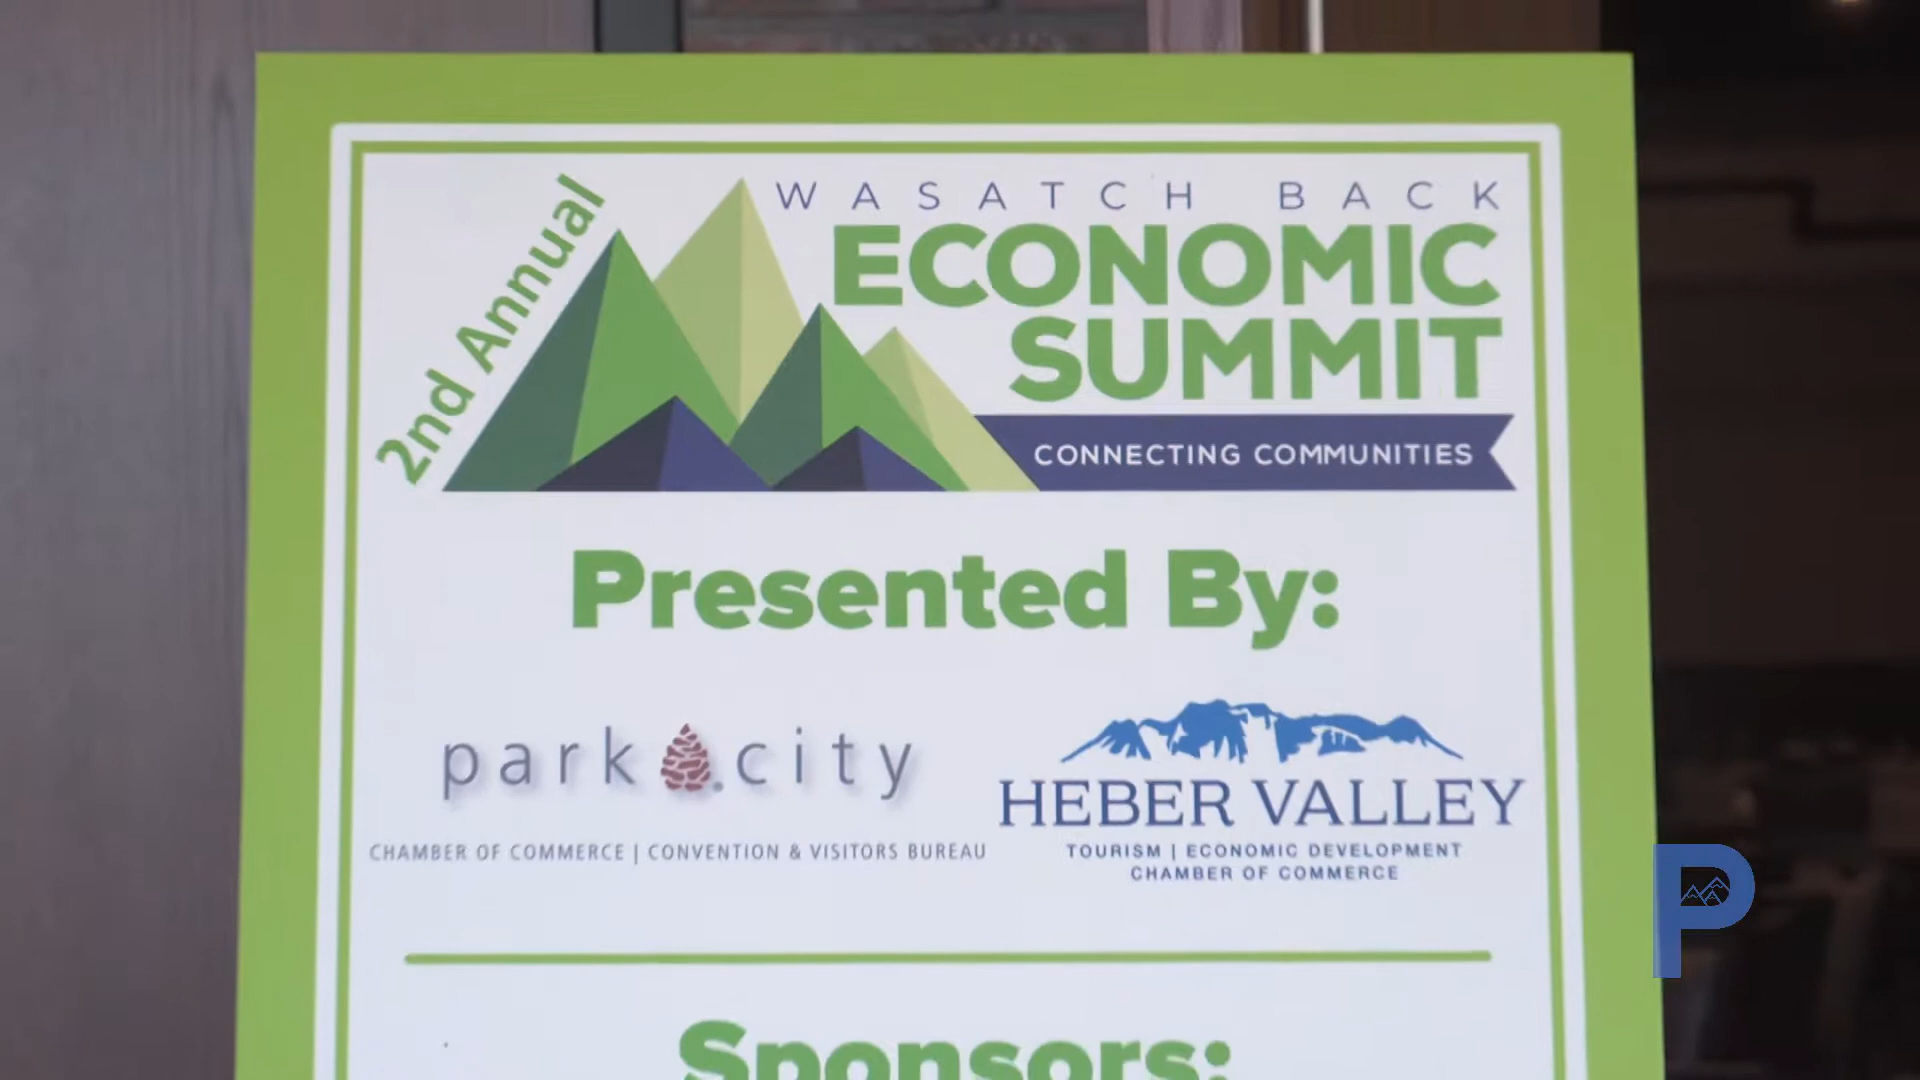 2nd Annual
WASATCH BACK
ECONOMIC
SUMMIT
CONNECTING COMMUNITIES
Presented By:
park city
CHAMBER OF COMMERCE | CONVENTION & VISITORS BUREAU
HEBER VALLEY
TOURISM | ECONOMIC DEVELOPMENT
CHAMBER OF COMMERCE
Sponsors:
P